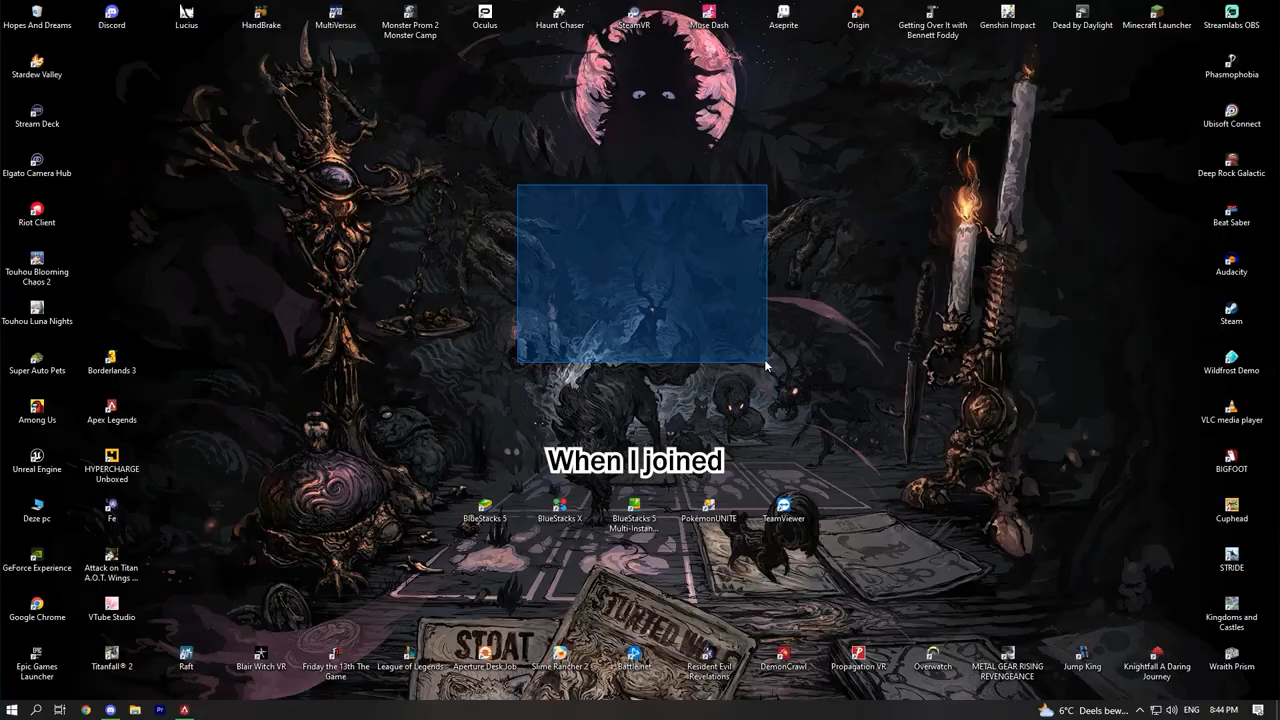 Hopes And Dreams
Discord
Lucius
HandBrake
MultiVersus
Monster Prom 2
Monster Camp
Oculus
Haunt Chaser
SteamVR
Muse Dash
Aseprite
Origin
Getting Over It with
Bennett Foddy
Genshin Impact
Dead by Daylight
Minecraft Launcher
Streamlabs OBS
Stardew Valley
Phasmophobia
Stream Deck
Ubisoft Connect
Elgato Camera Hub
Deep Rock Galactic
Riot Client
Beat Saber
Touhou Blooming
Chaos 2
Audacity
Touhou Luna Nights
Steam
Super Auto Pets
Borderlands 3
Wildfrost Demo
Among Us
Apex Legends
VLC media player
When I joined
Unreal Engine
HYPERCHARGE
Unboxed
BIGFOOT
Deze pc
Fe
BlueStacks 5
BlueStacks X
BlueStacks 5
Multi-Instan...
PokémonUNITE
TeamViewer
Cuphead
GeForce Experience
Attack on Titan
A.O.T. Wings ...
STRIDE
Google Chrome
VTube Studio
Kingdoms and
Castles
STUNTED WOLF
STOAT
Epic Games
Launcher
Titanfall® 2
Raft
Blair Witch VR
Friday the 13th The
Game
League of Legends
Aperture Desk Job
Slime Rancher 2
Battle.net
Resident Evil
Revelations
DemonCrawl
Propagation VR
Overwatch
METAL GEAR RISING
REVENGEANCE
Jump King
Knightfall A Daring
Journey
Wraith Prism
6°C Deels bew...
ENG
8:44 PM